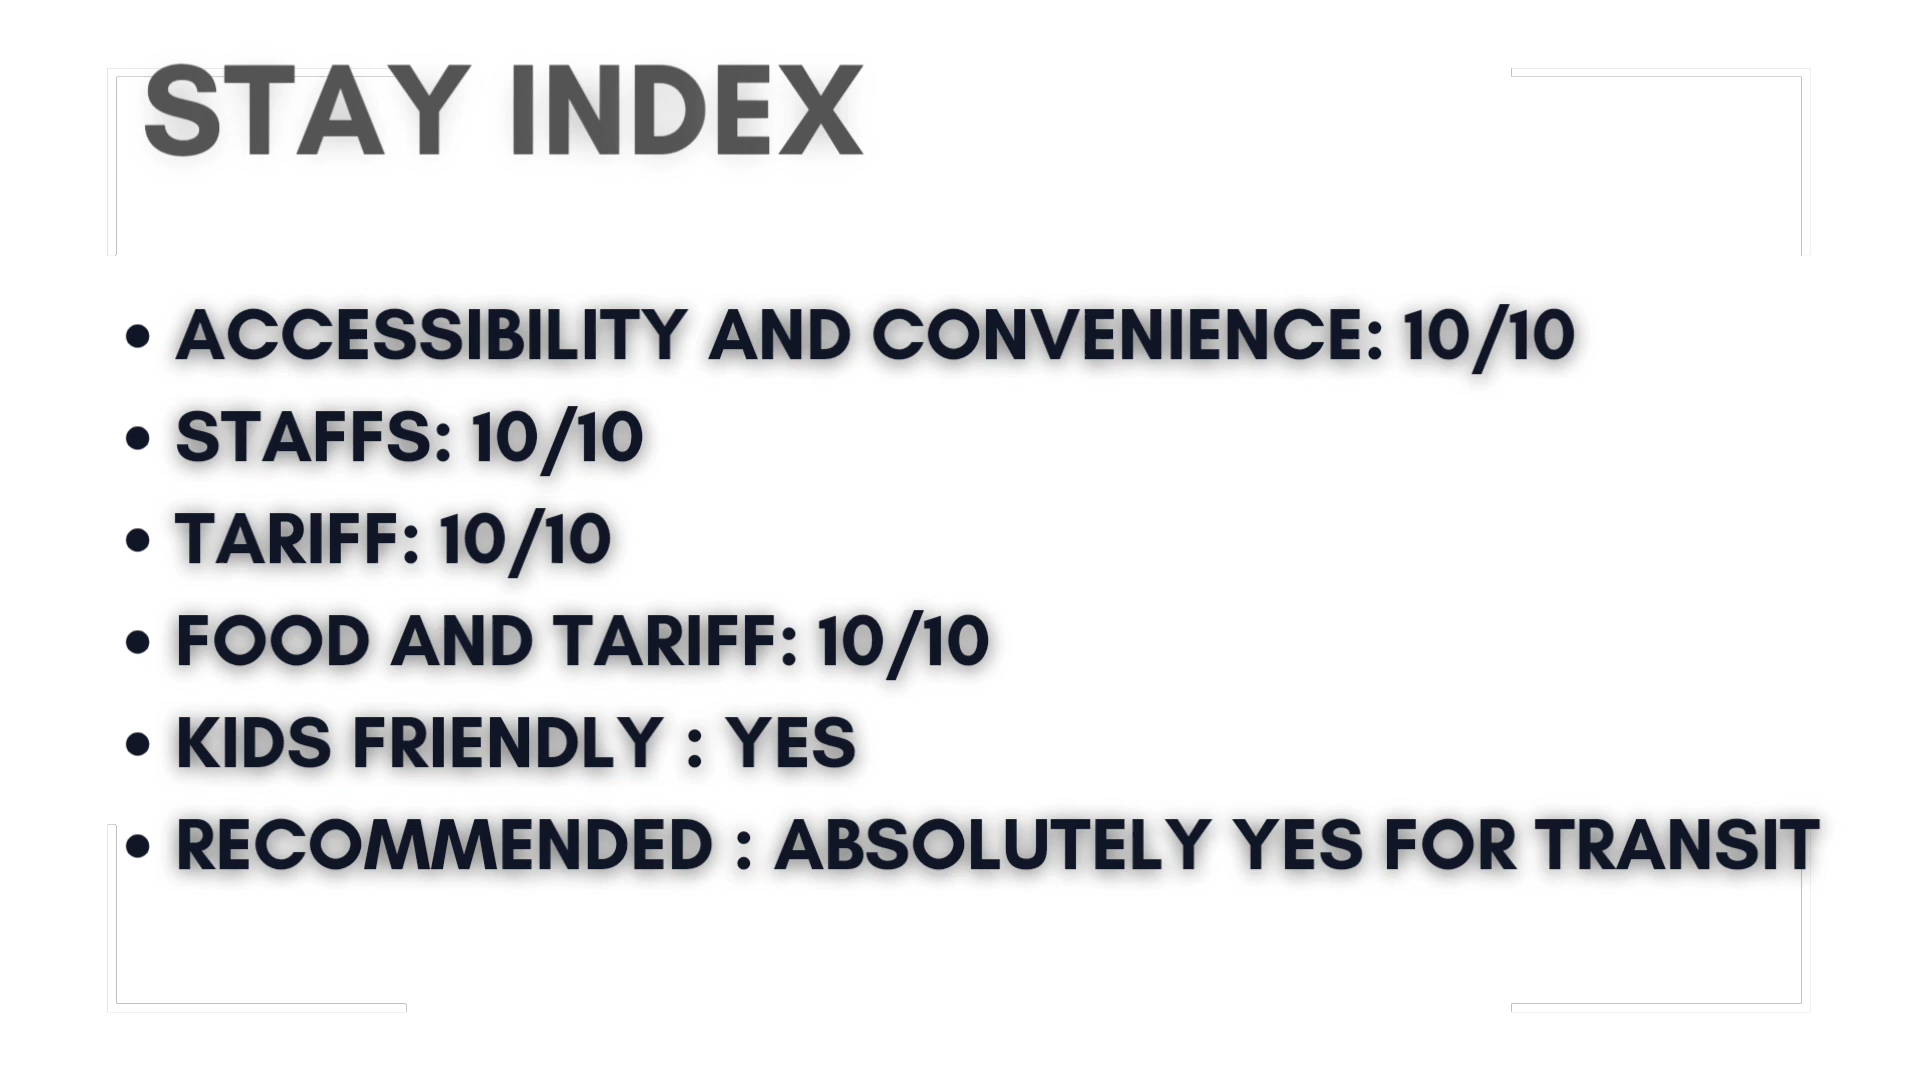 STAY INDEX
• ACCESSIBILITY AND CONVENIENCE: 10/10
• STAFFS: 10/10
• TARIFF: 10/10
• FOOD AND TARIFF: 10/10
• KIDS FRIENDLY : YES
• RECOMMENDED : ABSOLUTELY YES FOR TRANSIT